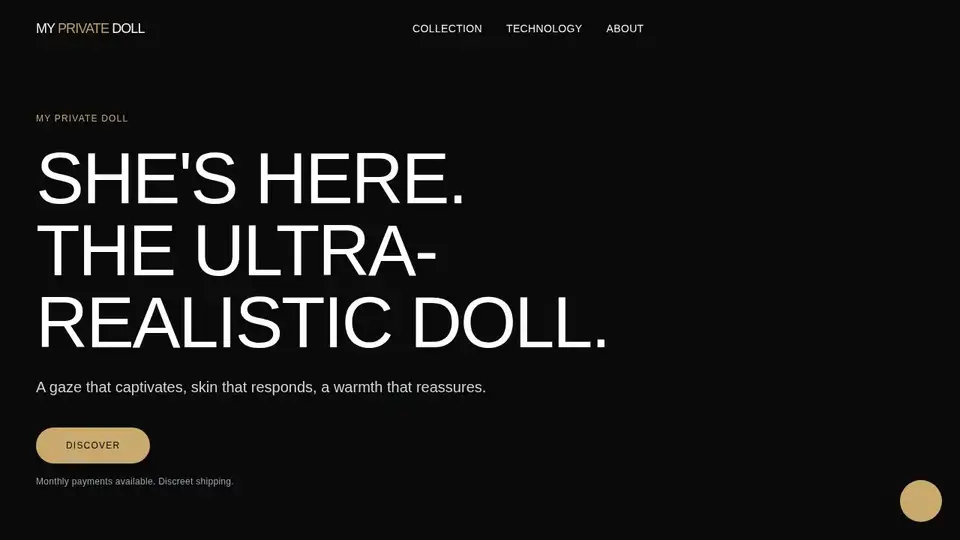 MY PRIVATE DOLL
COLLECTION TECHNOLOGY ABOUT
MY PRIVATE DOLL
SHE'S HERE.
THE ULTRA-
REALISTIC DOLL.
A gaze that captivates, skin that responds, a warmth that reassures.
DISCOVER
Monthly payments available. Discreet shipping.